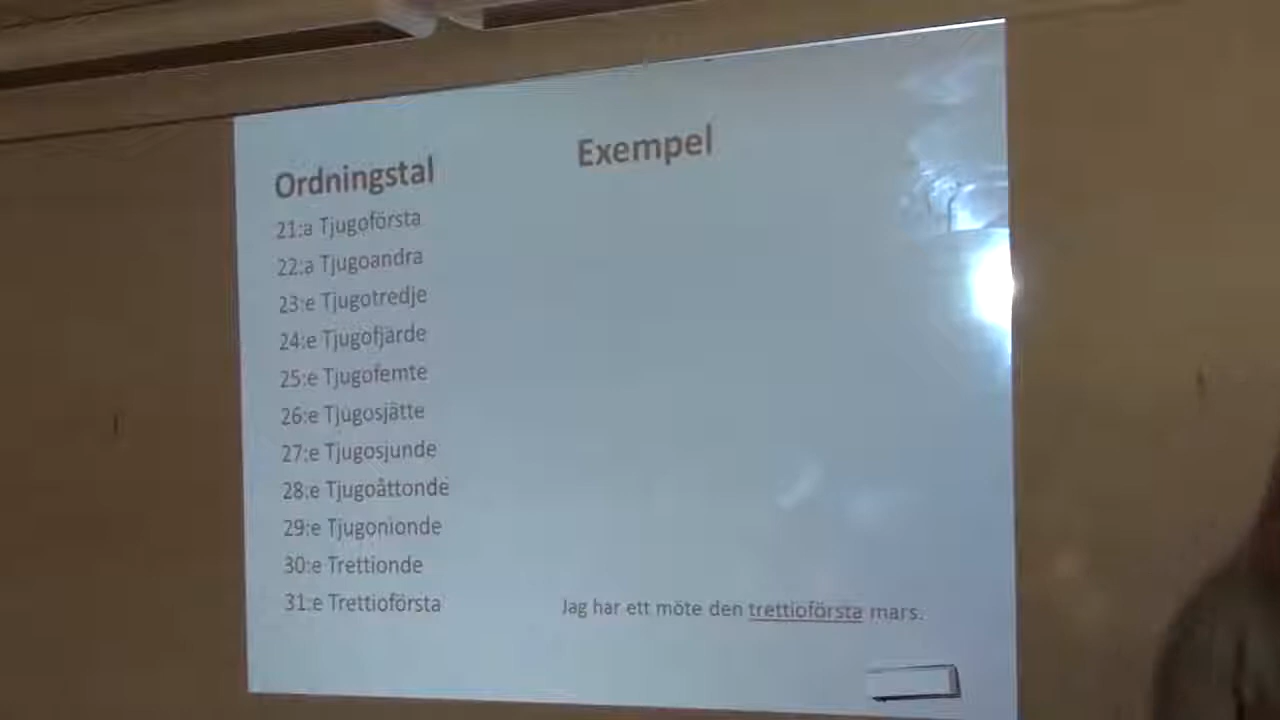 Ordningstal
Exempel
21:a Tjugoförsta
22:a Tjugoandra
23:e Tjugotredje
24:e Tjugofjärde
25:e Tjugofemte
26:e Tjugosjätte
27:e Tjugosjunde
28:e Tjugoåttonde
29:e Tjugonionde
30:e Trettionde
31:e Trettioförsta
Jag har ett möte den trettioförsta mars.